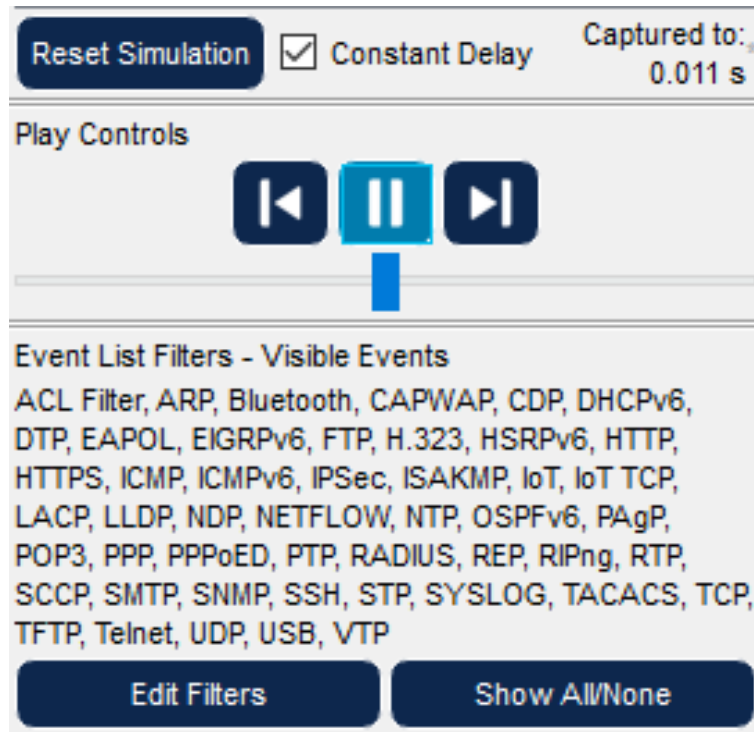 Reset Simulation
Constant Delay
Captured to:
0.011 s
Play Controls
Event List Filters - Visible Events
ACL Filter, ARP, Bluetooth, CAPWAP, CDP, DHCPv6,
DTP, EAPOL, EIGRPv6, FTP, H.323, HSRPv6, HTTP,
HTTPS, ICMP, ICMPv6, IPSec, ISAKMP, IoT, IoT TCP,
LACP, LLDP, NDP, NETFLOW, NTP, OSPFv6, PAgP,
POP3, PPP, PPPoED, PTP, RADIUS, REP, RIPng, RTP,
SCCP, SMTP, SNMP, SSH, STP, SYSLOG, TACACS, TCP,
TFTP, Telnet, UDP, USB, VTP
Edit Filters
Show All/None